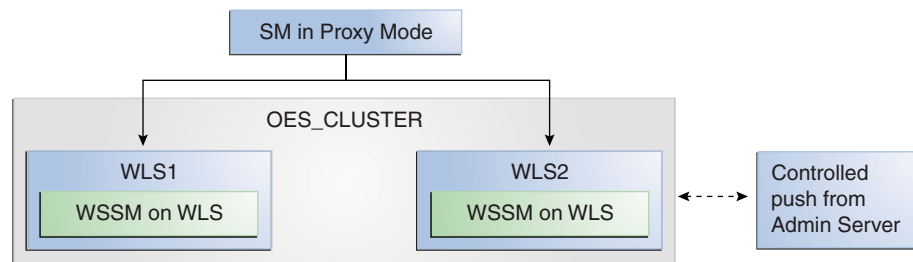 SM in Proxy Mode
OES_CLUSTER
WLS1
WSSM on WLS
WLS2
WSSM on WLS
Controlled
push from
Admin Server